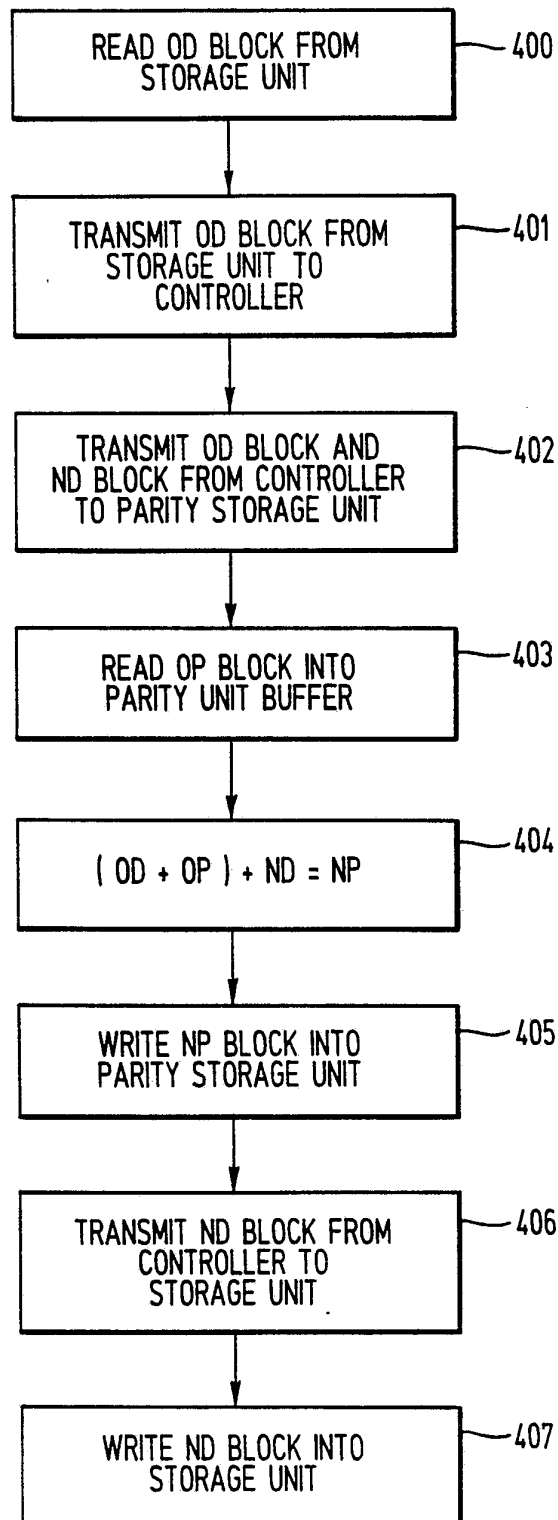 READ OD BLOCK FROM
STORAGE UNIT
400
TRANSMIT OD BLOCK FROM
STORAGE UNIT TO
CONTROLLER
401
TRANSMIT OD BLOCK AND
ND BLOCK FROM CONTROLLER
TO PARITY STORAGE UNIT
402
READ OP BLOCK INTO
PARITY UNIT BUFFER
403
( OD + OP ) + ND = NP
404
WRITE NP BLOCK INTO
PARITY STORAGE UNIT
405
TRANSMIT ND BLOCK FROM
CONTROLLER TO
STORAGE UNIT
406
WRITE ND BLOCK INTO
STORAGE UNIT
407